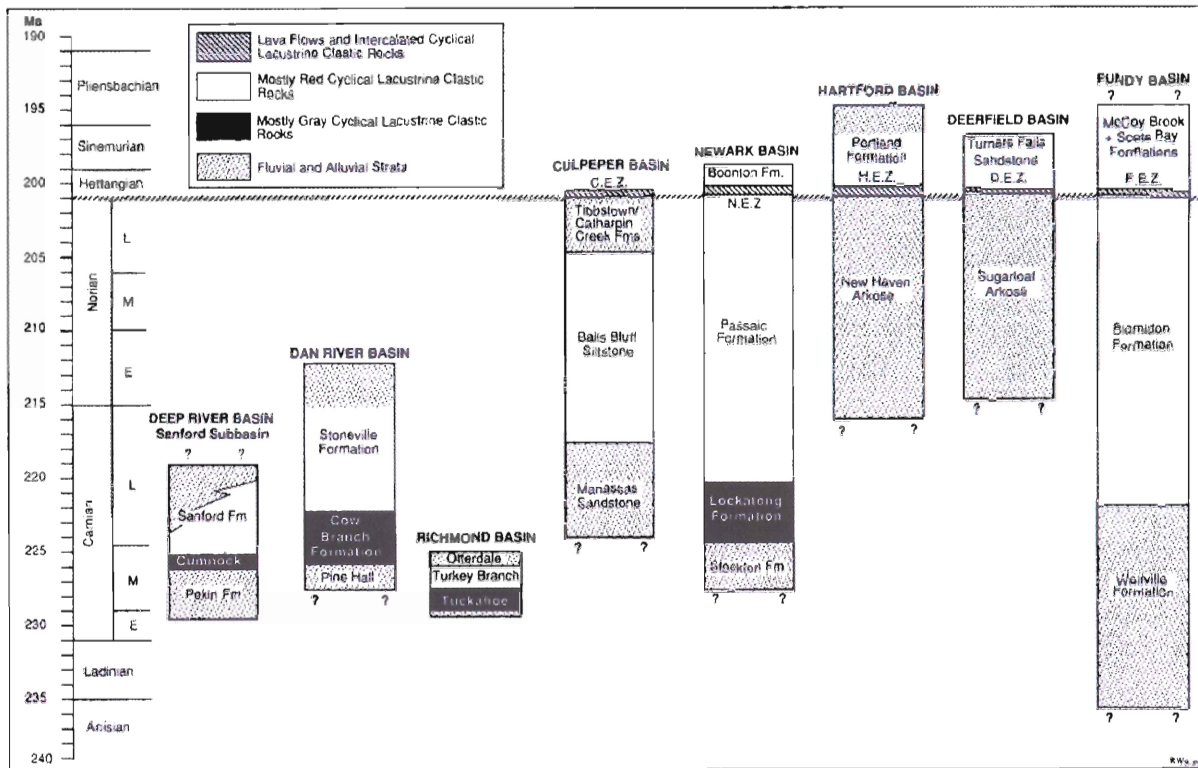 Ma
190
195
200
205
210
215
220
225
230
235
240
Pliensbachian
Sinemurian
Hettangian
Norian
L
M
E
Carnian
L
M
E
Ladinian
Anisian
Lava Flows and Intercalated Cyclical
Lacustrine Clastic Rocks
Mostly Red Cyclical Lacustrine Clastic
Rocks
Mostly Gray Cyclical Lacustrine Clastic
Rocks
Fluvial and Alluvial Strata
DEEP RIVER BASIN
Sanford Subbasin
? ?
Sanford Fm
Cumnock
Pekin Fm
DAN RIVER BASIN
Stoneville
Formation
Cow
Branch
Formation
Pine Hall
? ?
RICHMOND BASIN
Otterdale
Turkey Branch
Tuckahoe
CULPEPER BASIN
C.E.Z.
Tibbstown/
Catharpin
Creek Fms
Balls Bluff
Siltstone
Manassas
Sandstone
? ?
NEWARK BASIN
Boonton Fm.
N.E.Z
Passaic
Formation
Lockatong
Formation
Stockton Fm
? ?
HARTFORD BASIN
Portland
Formation
H.E.Z.
New Haven
Arkose
? ?
DEERFIELD BASIN
Turners Falls
Sandstone
D.E.Z.
Sugarloaf
Arkose
? ?
FUNDY BASIN
? ?
McCoy Brook
+ Scots Bay
Formations
F.E.Z.
Blomidon
Formation
Wolfville
Formation
? ?